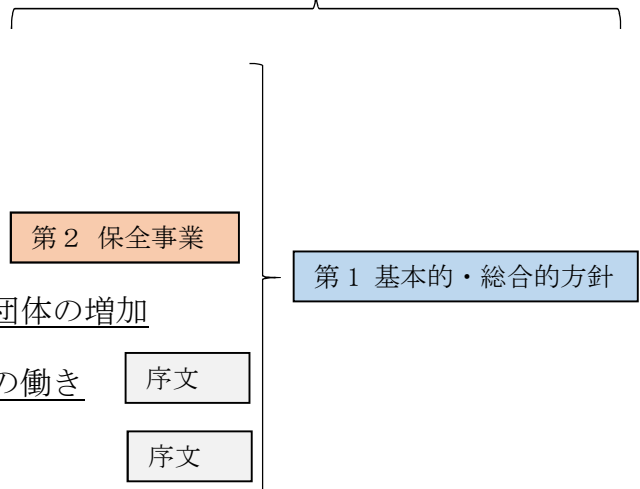 第２ 保全事業
第１ 基本的・総合的方針
団体の増加
の働き
序文
序文